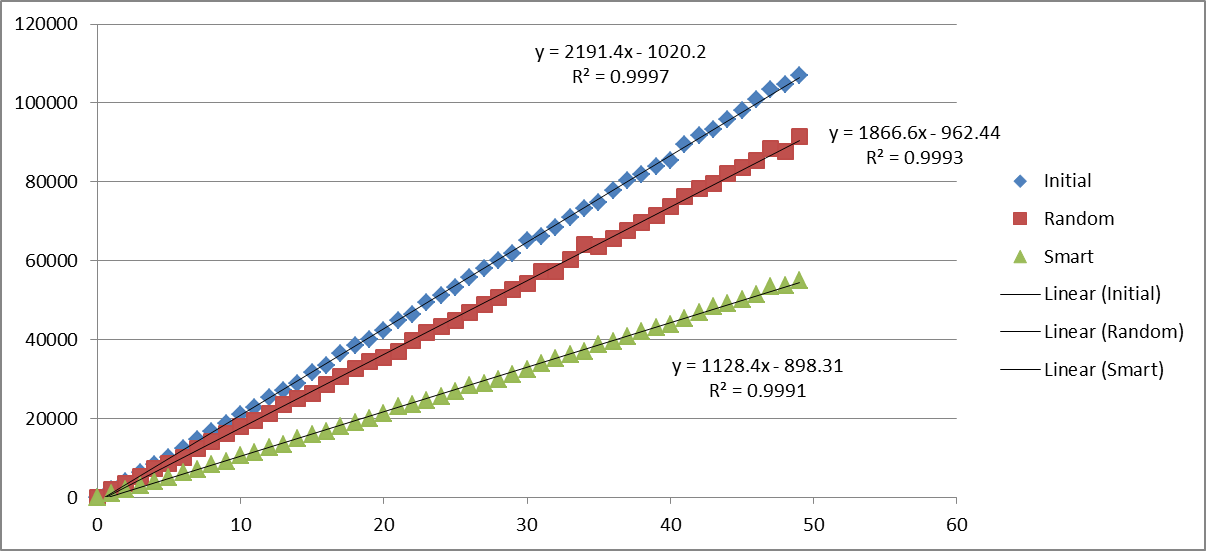 120000
100000
80000
60000
40000
20000
0
0 10 20 30 40 50 60
y = 2191.4x - 1020.2
R² = 0.9997
y = 1866.6x - 962.44
R² = 0.9993
y = 1128.4x - 898.31
R² = 0.9991
Initial
Random
Smart
Linear (Initial)
Linear (Random)
Linear (Smart)